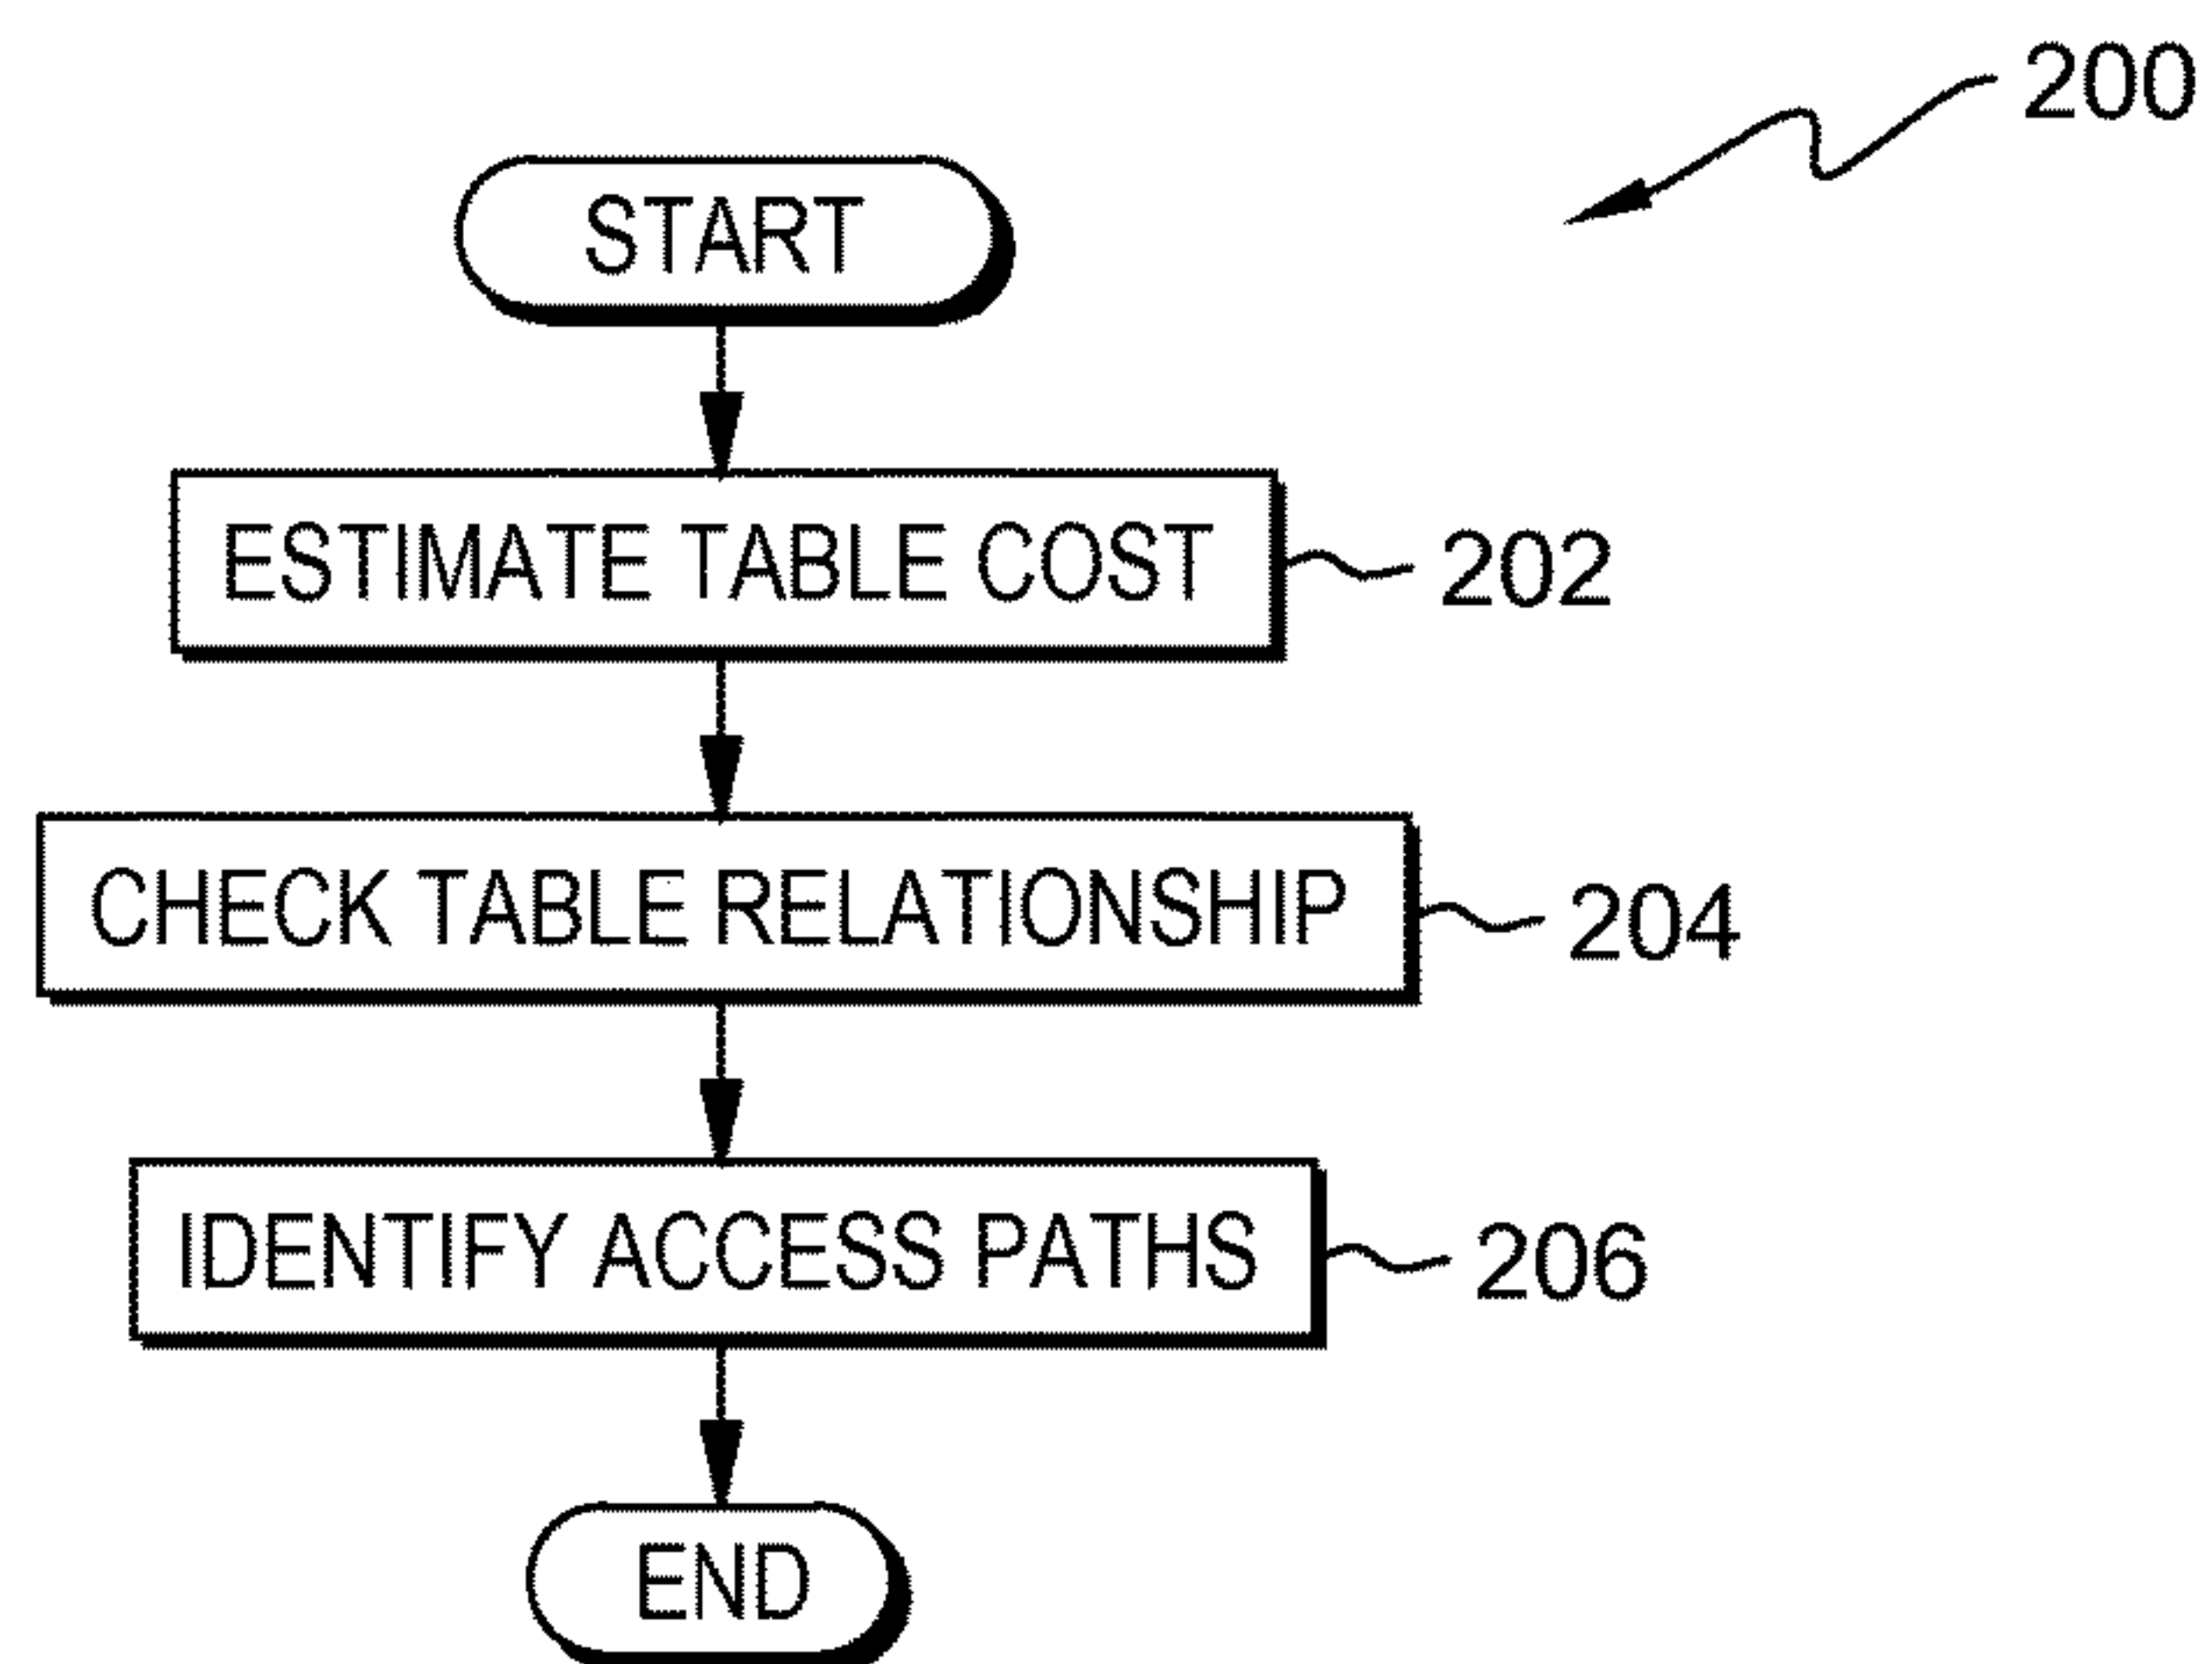 200
START
ESTIMATE TABLE COST 202
CHECK TABLE RELATIONSHIP 204
IDENTIFY ACCESS PATHS 206
END